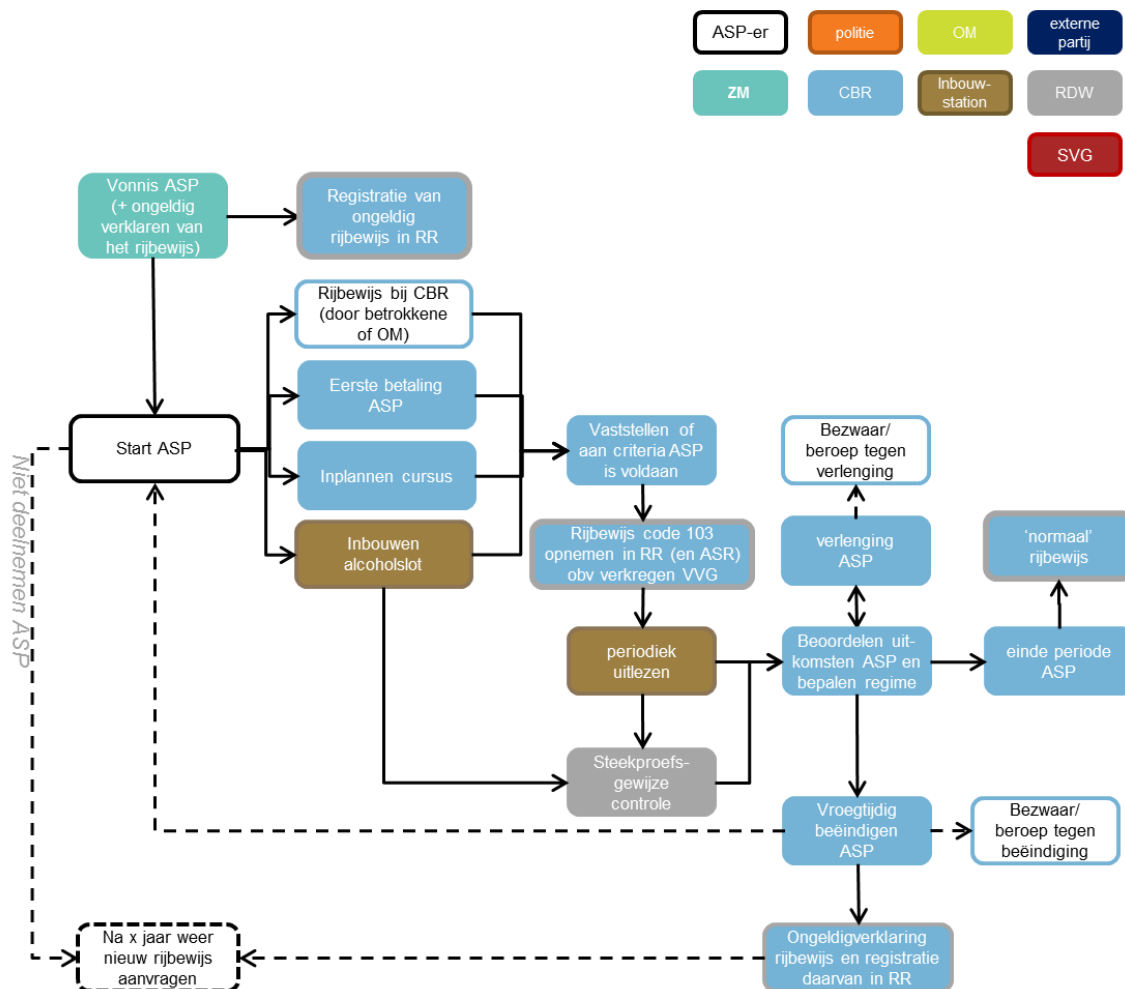 ASP-er
politie
OM
externe
partij
ZM
CBR
Inbouw-
station
RDW
SVG
Vonnis ASP
(+ ongeldig
verklaren van
het rijbewijs)
Registratie van
ongeldig
rijbewijs in RR
Rijbewijs bij CBR
(door betrokkene
of OM)
Eerste betaling
ASP
Start ASP
Inplannen cursus
Inbouwen
alcoholslot
Niet deelnemen ASP
Vaststellen of
aan criteria ASP
is voldaan
Rijbewijs code 103
opnemen in RR (en ASR)
obv verkregen VVG
periodiek
uitlezen
Steekproefs-
gewijze
controle
Bezwaar/
beroep tegen
verlenging
verlenging
ASP
'normaal'
rijbewijs
Beoordelen uit-
komsten ASP en
bepalen regime
einde periode
ASP
Vroegtijdig
beëindigen
ASP
Bezwaar/
beroep tegen
beëindiging
Na x jaar weer
nieuw rijbewijs
aanvragen
Ongeldigverklaring
rijbewijs en registratie
daarvan in RR